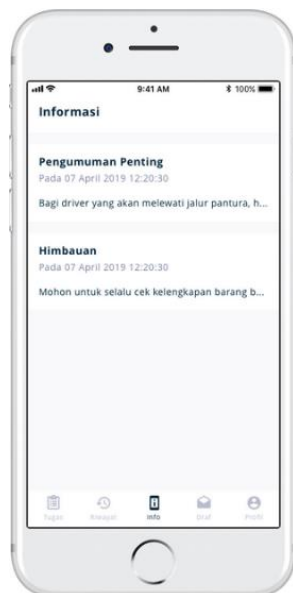 9:41 AM 100%
Informasi
Pengumuman Penting
Pada 07 April 2019 12:20:30
Bagi driver yang akan melewati jalur pantura, h...
Himbauan
Pada 07 April 2019 12:20:30
Mohon untuk selalu cek kelengkapan barang b...
Tugas Riwayat Info Draf Profil